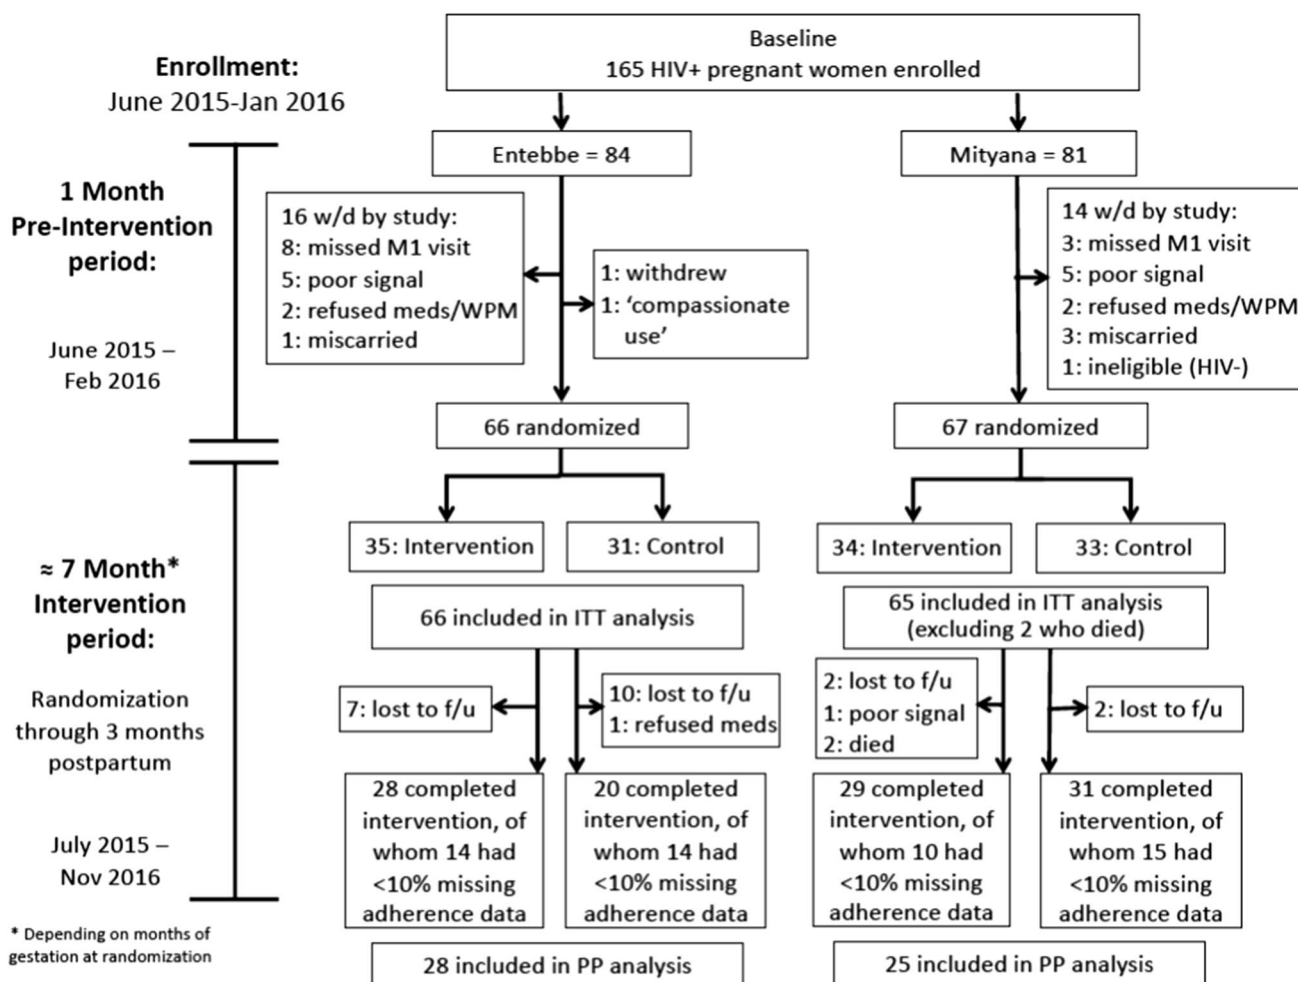 Baseline
165 HIV+ pregnant women enrolled
Enrollment:
June 2015-Jan 2016
Entebbe = 84
Mityana = 81
1 Month
Pre-Intervention
period:
June 2015 –
Feb 2016
16 w/d by study:
8: missed M1 visit
5: poor signal
2: refused meds/WPM
1: miscarried
1: withdrew
1: ‘compassionate
use’
14 w/d by study:
3: missed M1 visit
5: poor signal
2: refused meds/WPM
3: miscarried
1: ineligible (HIV-)
66 randomized
67 randomized
35: Intervention
31: Control
34: Intervention
33: Control
≈ 7 Month*
Intervention
period:
Randomization
through 3 months
postpartum
July 2015 –
Nov 2016
66 included in ITT analysis
65 included in ITT analysis
(excluding 2 who died)
7: lost to f/u
10: lost to f/u
1: refused meds
2: lost to f/u
1: poor signal
2: died
2: lost to f/u
28 completed
intervention, of
whom 14 had
<10% missing
adherence data
20 completed
intervention, of
whom 14 had
<10% missing
adherence data
29 completed
intervention, of
whom 10 had
<10% missing
adherence data
31 completed
intervention, of
whom 15 had
<10% missing
adherence data
* Depending on months of
gestation at randomization
28 included in PP analysis
25 included in PP analysis